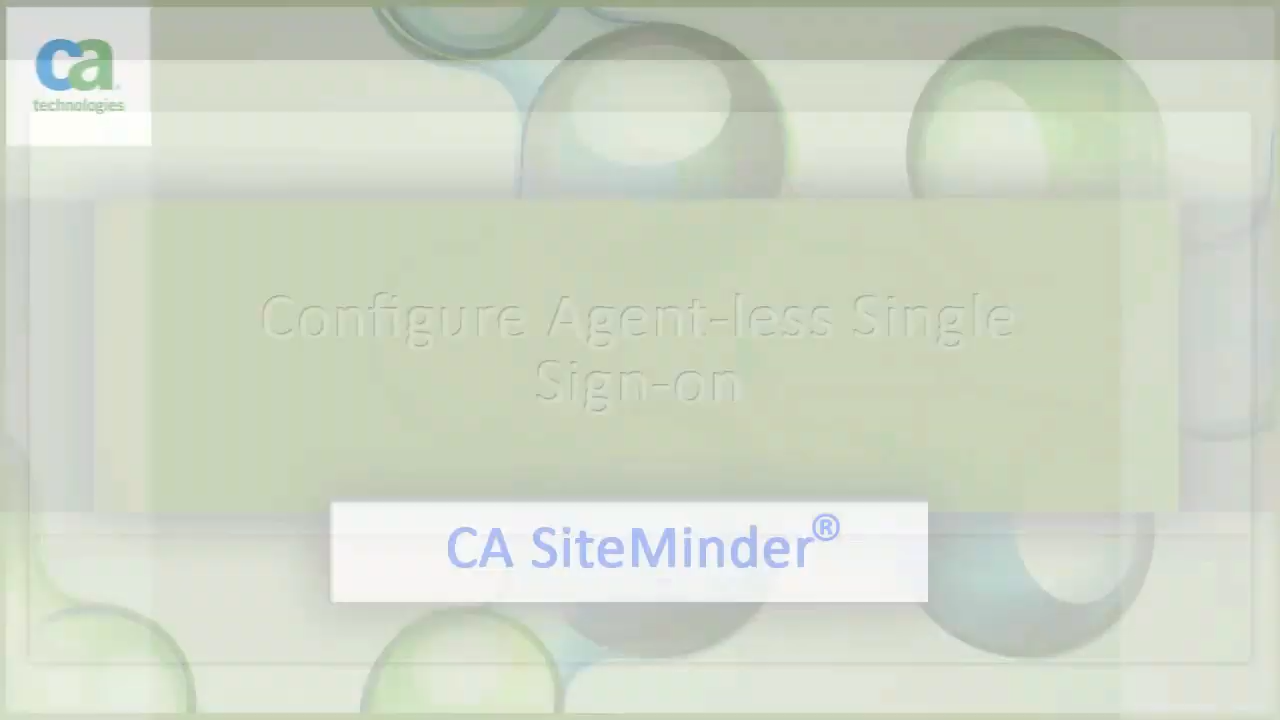 ca
technologies
Configure Agent-less Single
Sign-on
CA SiteMinder®